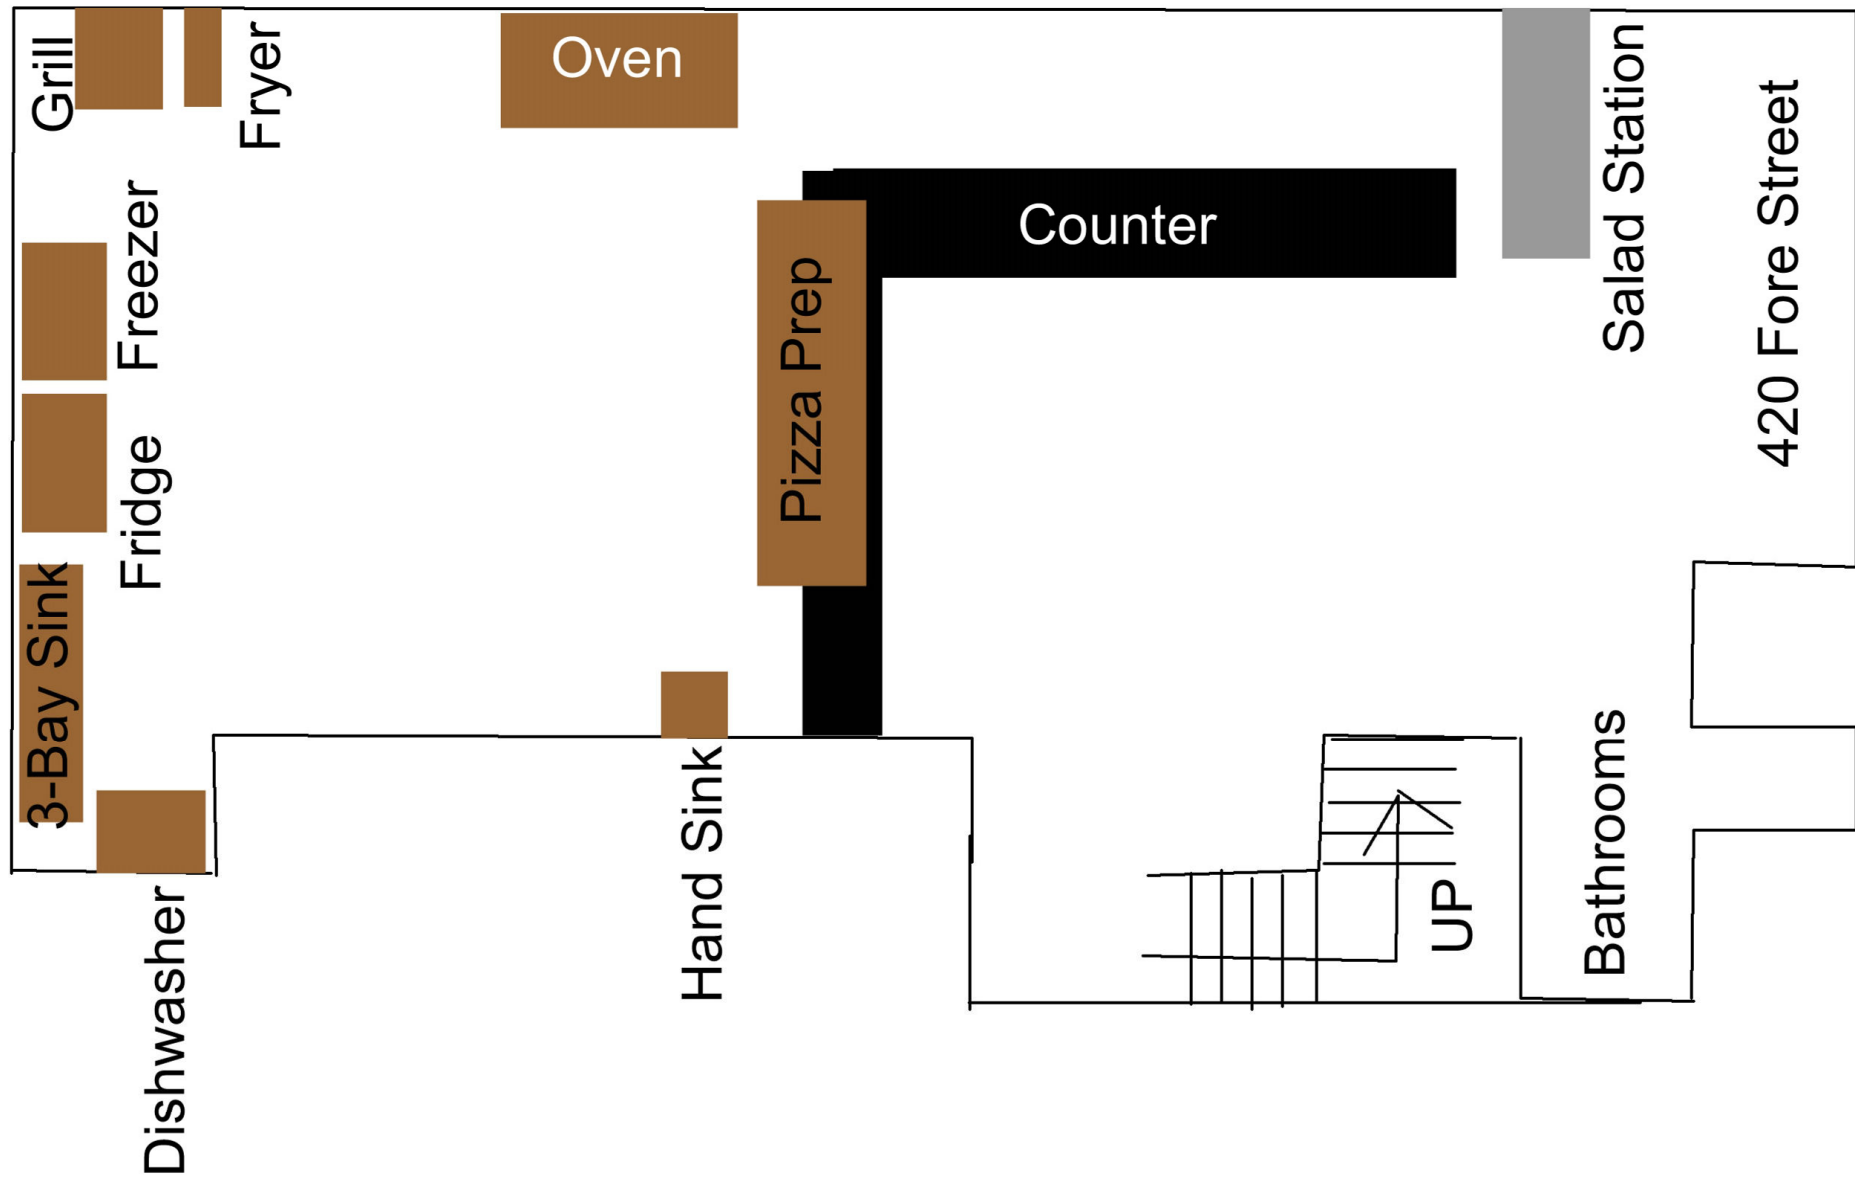 Grill
Fryer
Oven
Salad Station
420 Fore Street
Freezer
Counter
Pizza Prep
Fridge
3-Bay Sink
Hand Sink
Dishwasher
UP
Bathrooms